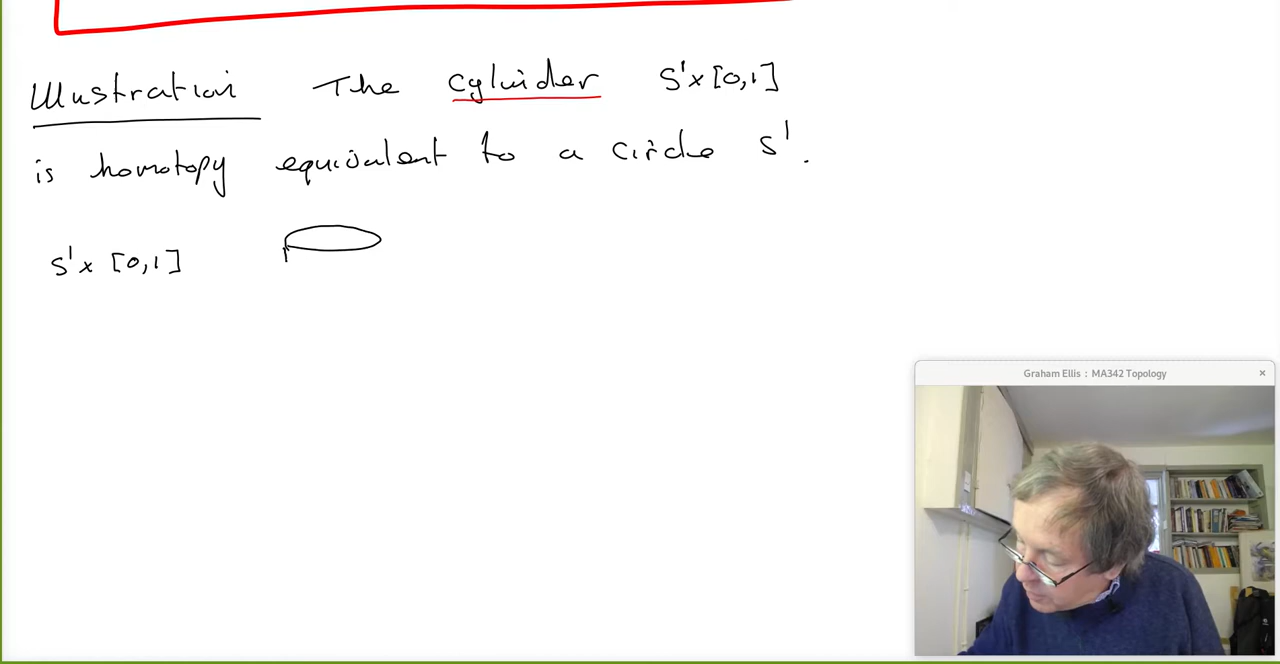 Illustration The cylinder S¹x[0,1]
is homotopy equivalent to a circle S¹.
S¹x [0,1]
Graham Ellis : MA342 Topology ×